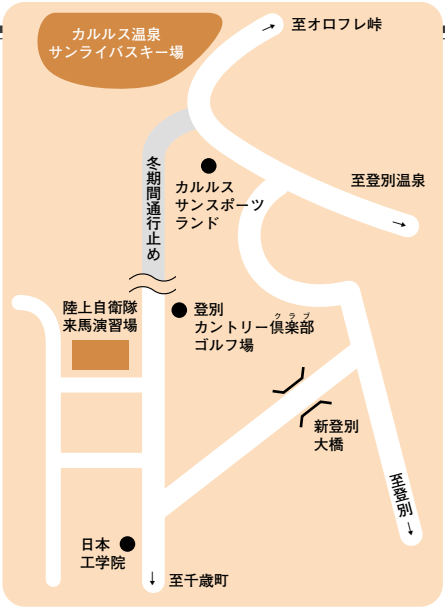 至オロフレ峠
カルルス温泉
サンライバスキー場
冬期間通行止め
カルルス
サンスポーツ
ランド
至登別温泉
陸上自衛隊
来馬演習場
登別
クラブ
カントリー倶楽部
ゴルフ場
新登別
大橋
至登別
日本
工学院
至千歳町